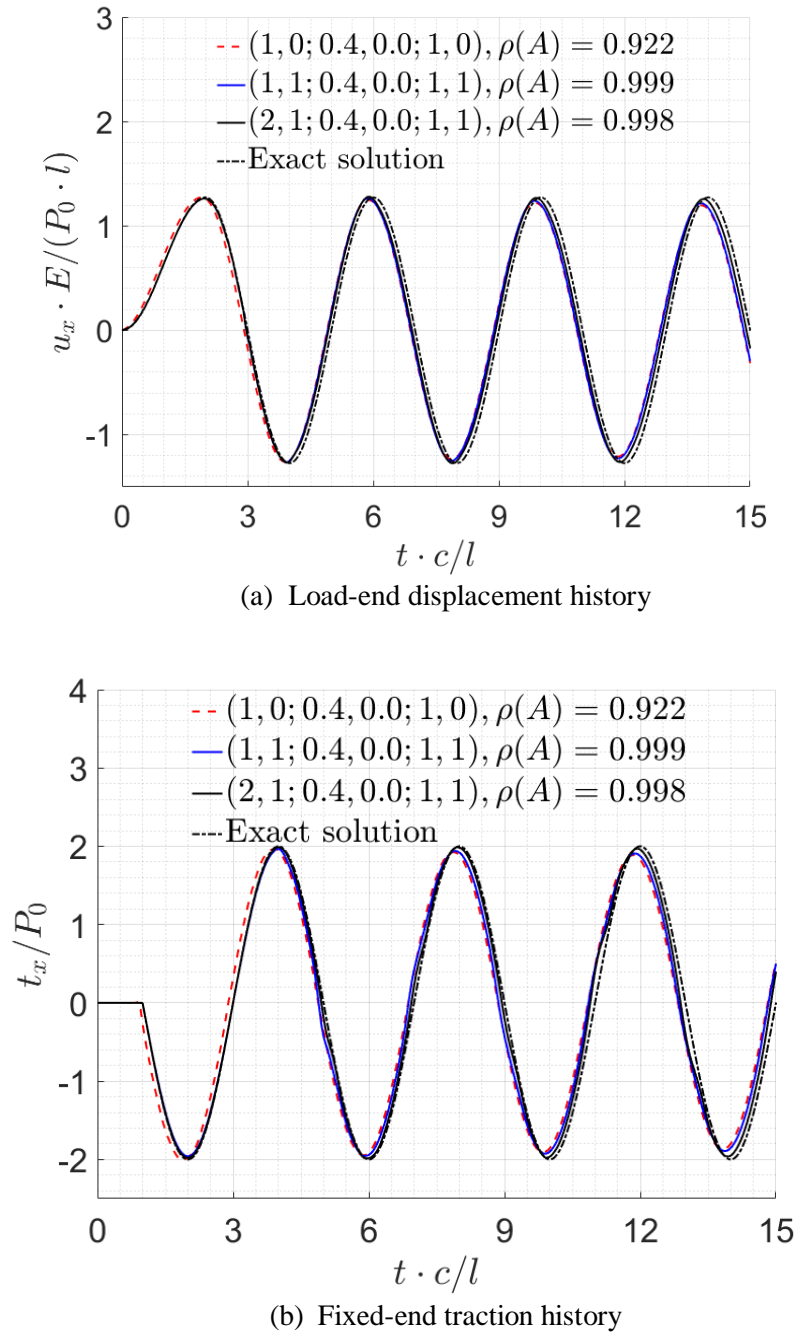 3
2
1
0
-1
(1, 0; 0.4, 0.0; 1, 0), ρ(A) = 0.922
(1, 1; 0.4, 0.0; 1, 1), ρ(A) = 0.999
(2, 1; 0.4, 0.0; 1, 1), ρ(A) = 0.998
Exact solution
u_x · E/(P_0 · l)
0 3 6 9 12 15
t · c/l
(a) Load-end displacement history
4
3
2
1
0
-1
-2
(1, 0; 0.4, 0.0; 1, 0), ρ(A) = 0.922
(1, 1; 0.4, 0.0; 1, 1), ρ(A) = 0.999
(2, 1; 0.4, 0.0; 1, 1), ρ(A) = 0.998
Exact solution
t_x/P_0
0 3 6 9 12 15
t · c/l
(b) Fixed-end traction history